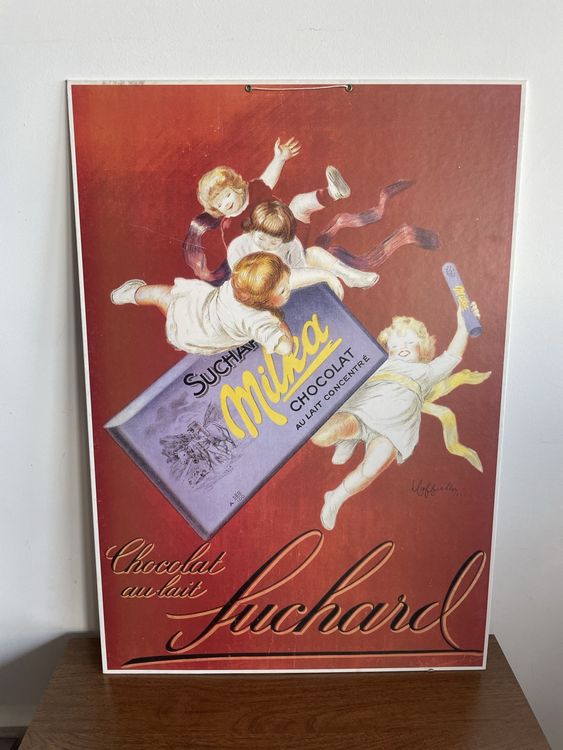 Milka
SUCHAR
Milka
CHOCOLAT
AU LAIT CONCENTRÉ
Chocolat
au lait
Suchard